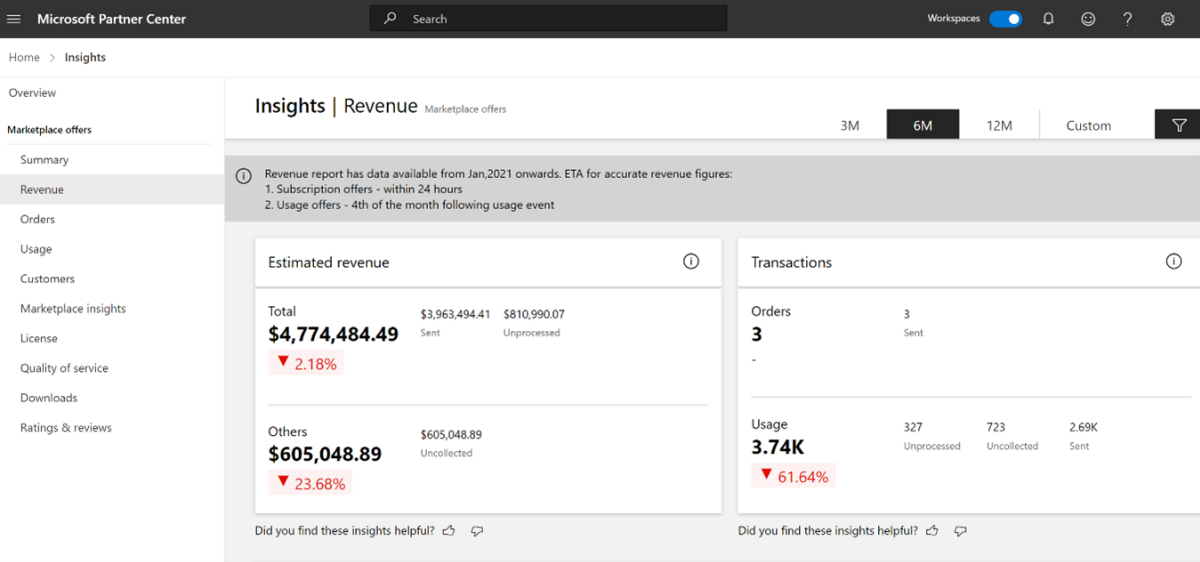 Microsoft Partner Center
Search
Workspaces
?
Home > Insights
Overview
Marketplace offers
Summary
Revenue
Orders
Usage
Customers
Marketplace insights
License
Quality of service
Downloads
Ratings & reviews
Insights | Revenue Marketplace offers
3M 6M 12M Custom
Revenue report has data available from Jan,2021 onwards. ETA for accurate revenue figures:
1. Subscription offers - within 24 hours
2. Usage offers - 4th of the month following usage event
Estimated revenue
Total
$4,774,484.49
▼ 2.18%
$3,963,494.41
Sent
$810,990.07
Unprocessed
Others
$605,048.89
▼ 23.68%
$605,048.89
Uncollected
Did you find these insights helpful?
Transactions
Orders
3
-
3
Sent
Usage
3.74K
▼ 61.64%
327
Unprocessed
723
Uncollected
2.69K
Sent
Did you find these insights helpful?